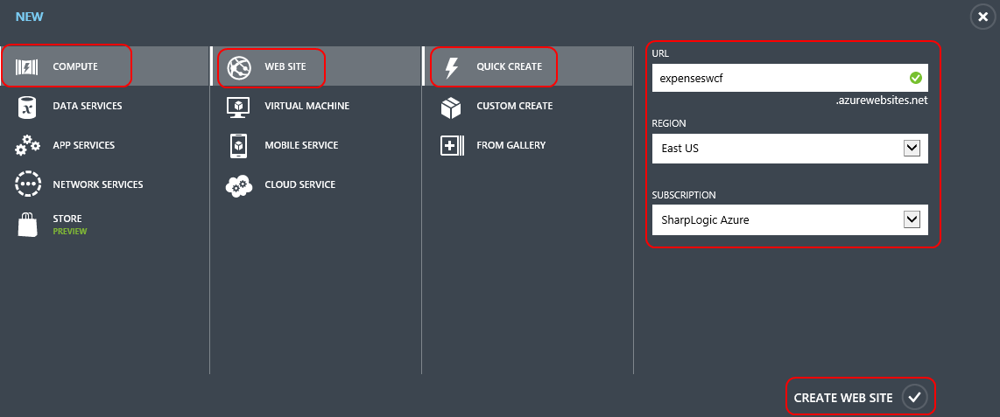 NEW
COMPUTE
DATA SERVICES
APP SERVICES
NETWORK SERVICES
STORE
PREVIEW
WEB SITE
VIRTUAL MACHINE
MOBILE SERVICE
CLOUD SERVICE
QUICK CREATE
CUSTOM CREATE
FROM GALLERY
URL
expenseswcf
.azurewebsites.net
REGION
East US
SUBSCRIPTION
SharpLogic Azure
CREATE WEB SITE